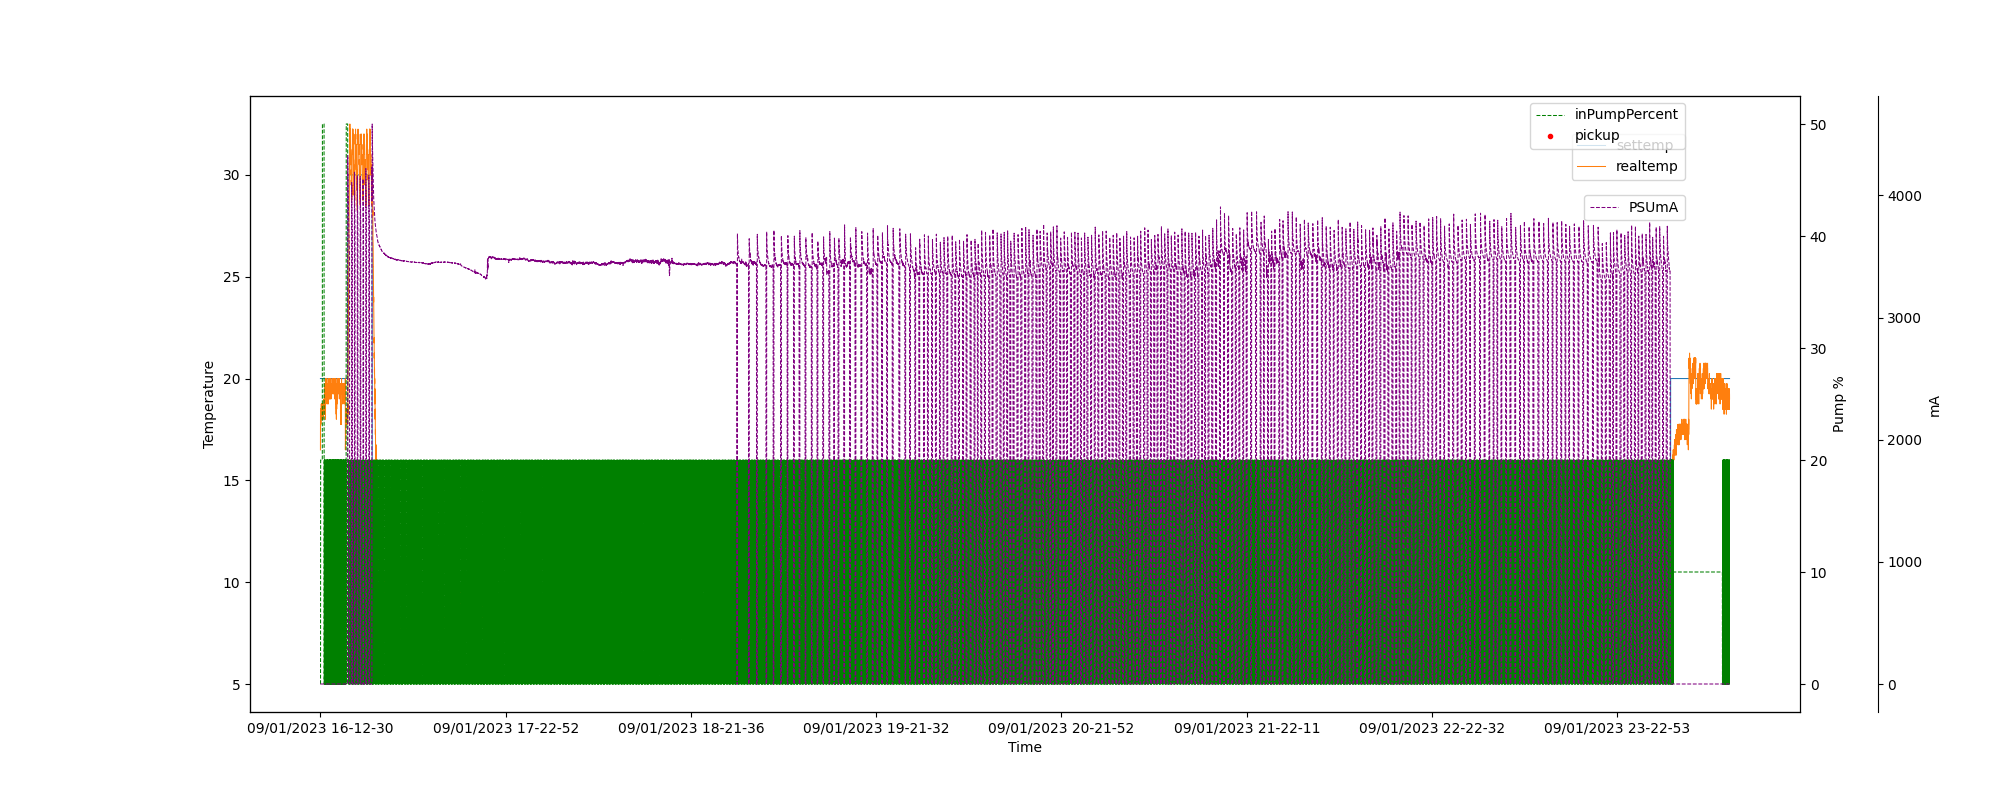 inPumpPercent
pickup
settemp
realtemp
PSUmA
30
25
20
15
10
5
Temperature
50
40
30
20
10
0
Pump %
4000
3000
2000
1000
0
mA
09/01/2023 16-12-30
09/01/2023 17-22-52
09/01/2023 18-21-36
09/01/2023 19-21-32
09/01/2023 20-21-52
09/01/2023 21-22-11
09/01/2023 22-22-32
09/01/2023 23-22-53
Time